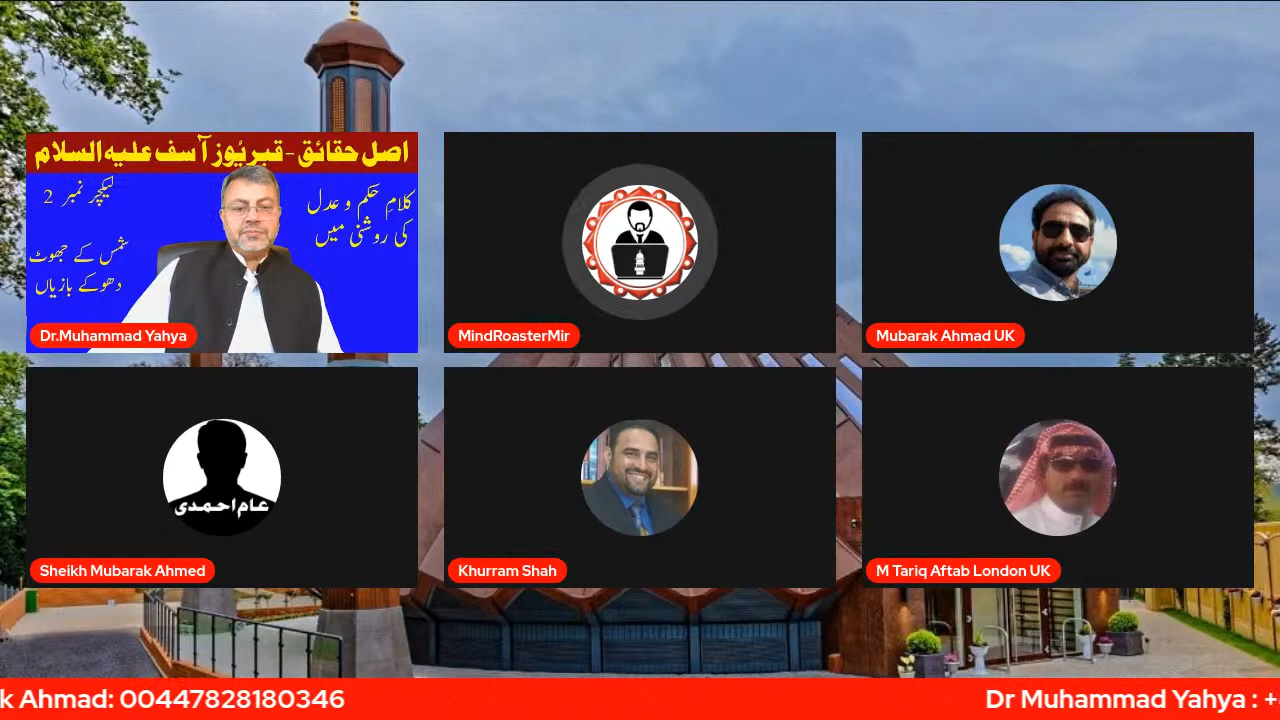 اصل حقائق - قبر یُوز آسف علیہ السلام
لیکچر نمبر 2
کلامِ حَکم و عدل
کی روشنی میں
شمس کے جھوٹ
دھوکے بازیاں
Dr.Muhammad Yahya
MindRoasterMir
Mubarak Ahmad UK
عام احمدی
Sheikh Mubarak Ahmed
Khurram Shah
M Tariq Aftab London UK
k Ahmad: 00447828180346
Dr Muhammad Yahya : +